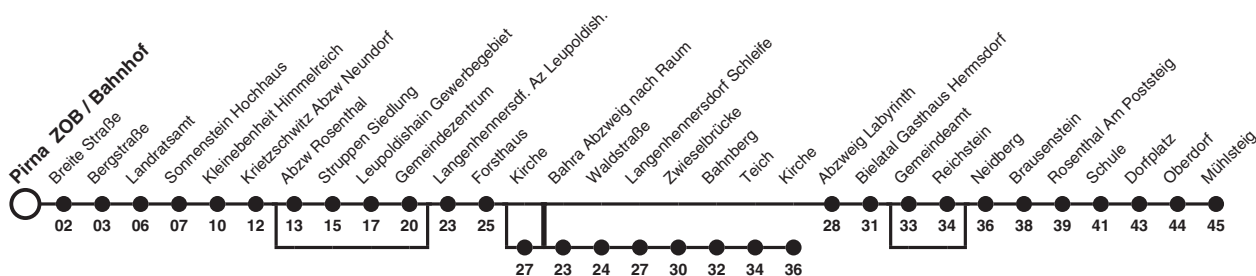 Pirna ZOB / Bahnhof
Breite Straße
Bergstraße
Landratsamt
Sonnenstein Hochhaus
Kleinebenheit Himmelreich
Krietzschwitz Abzw Neundorf
Abzw Rosenthal
Struppen Siedlung
Leupoldishain Gewerbegebiet
Gemeindezentrum
Langenhennersdf. Az Leupoldish.
Forsthaus
Kirche
Bahra Abzweig nach Raum
Waldstraße
Langenhennersdorf Schleife
Zwieselbrücke
Bahnberg
Teich
Kirche
Abzweig Labyrinth
Bielatal Gasthaus Hermsdorf
Gemeindeamt
Reichstein
Neidberg
Brausenstein
Rosenthal Am Poststeig
Schule
Dorfplatz
Oberdorf
Mühlsteig
02 03 06 07 10 12 13 15 17 20 23 25 28 31 33 34 36 38 39 41 43 44 45
27 23 24 27 30 32 34 36